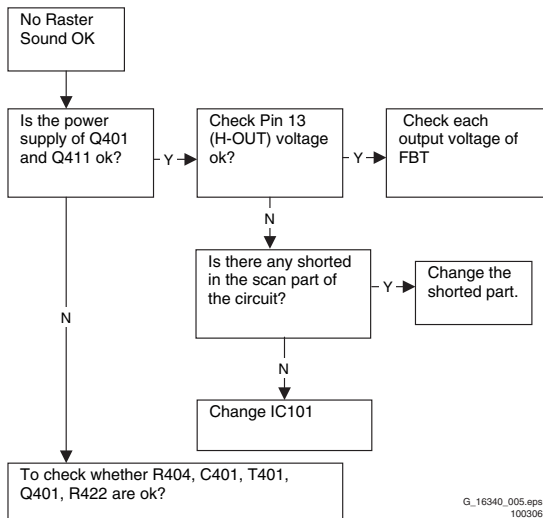 No Raster
Sound OK
Is the power
supply of Q401
and Q411 ok?
Y
Check Pin 13
(H-OUT) voltage
ok?
Y
Check each
output voltage of
FBT
N
Is there any shorted
in the scan part of
the circuit?
Y
Change the
shorted part.
N
N
Change IC101
To check whether R404, C401, T401,
Q401, R422 are ok?
G_16340_005.eps
100306